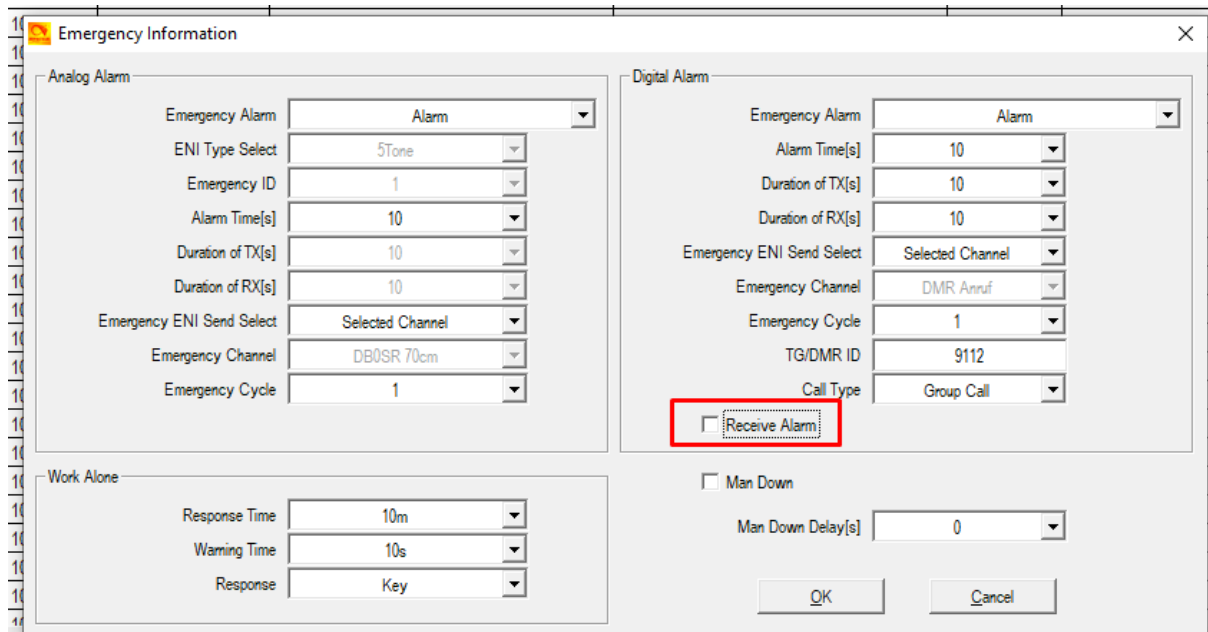 Emergency Information
Analog Alarm
Emergency Alarm Alarm
ENI Type Select 5Tone
Emergency ID 1
Alarm Time[s] 10
Duration of TX[s] 10
Duration of RX[s] 10
Emergency ENI Send Select Selected Channel
Emergency Channel DB0SR 70cm
Emergency Cycle 1
Digital Alarm
Emergency Alarm Alarm
Alarm Time[s] 10
Duration of TX[s] 10
Duration of RX[s] 10
Emergency ENI Send Select Selected Channel
Emergency Channel DMR Anruf
Emergency Cycle 1
TG/DMR ID 9112
Call Type Group Call
Receive Alarm
Work Alone
Response Time 10m
Warning Time 10s
Response Key
Man Down
Man Down Delay[s] 0
OK Cancel